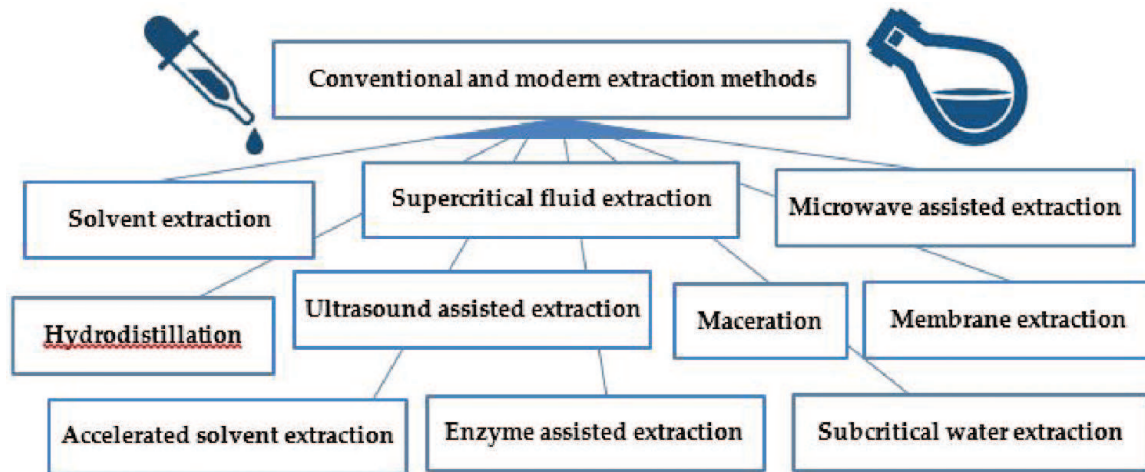 Conventional and modern extraction methods
Solvent extraction
Supercritical fluid extraction
Microwave assisted extraction
Hydrodistillation
Ultrasound assisted extraction
Maceration
Membrane extraction
Accelerated solvent extraction
Enzyme assisted extraction
Subcritical water extraction